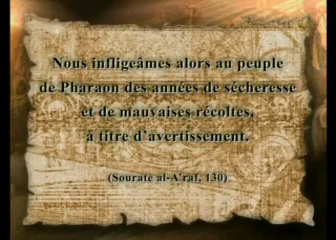 Nous infligeâmes alors au peuple
de Pharaon des années de sécheresse
et de mauvaises récoltes,
à titre d'avertissement.
(Sourate al-A'raf, 130)